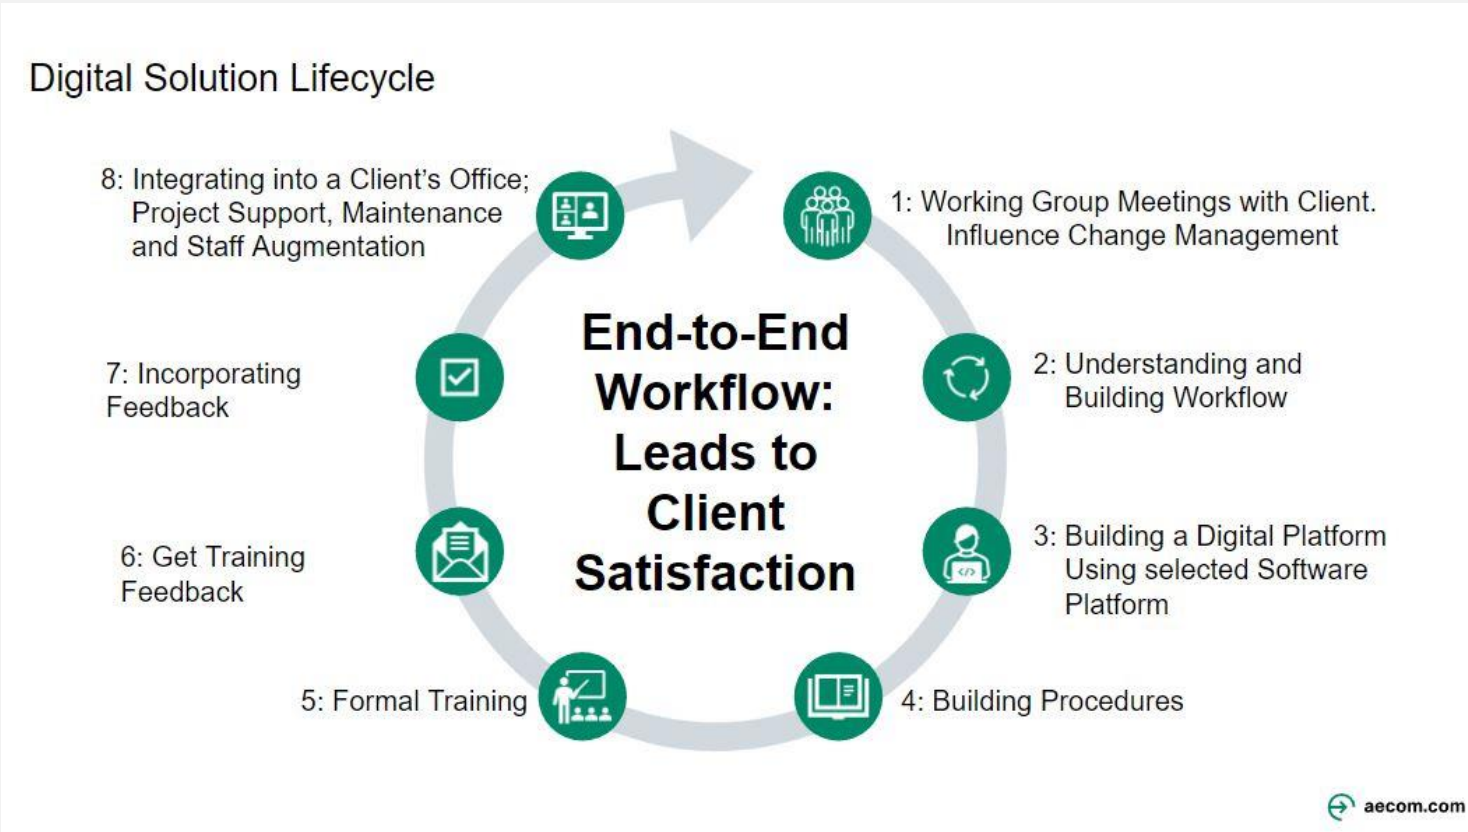 Digital Solution Lifecycle
1: Working Group Meetings with Client.
Influence Change Management
2: Understanding and
Building Workflow
3: Building a Digital Platform
Using selected Software
Platform
4: Building Procedures
5: Formal Training
6: Get Training
Feedback
7: Incorporating
Feedback
8: Integrating into a Client's Office;
Project Support, Maintenance
and Staff Augmentation
End-to-End
Workflow:
Leads to
Client
Satisfaction
</>
aecom.com